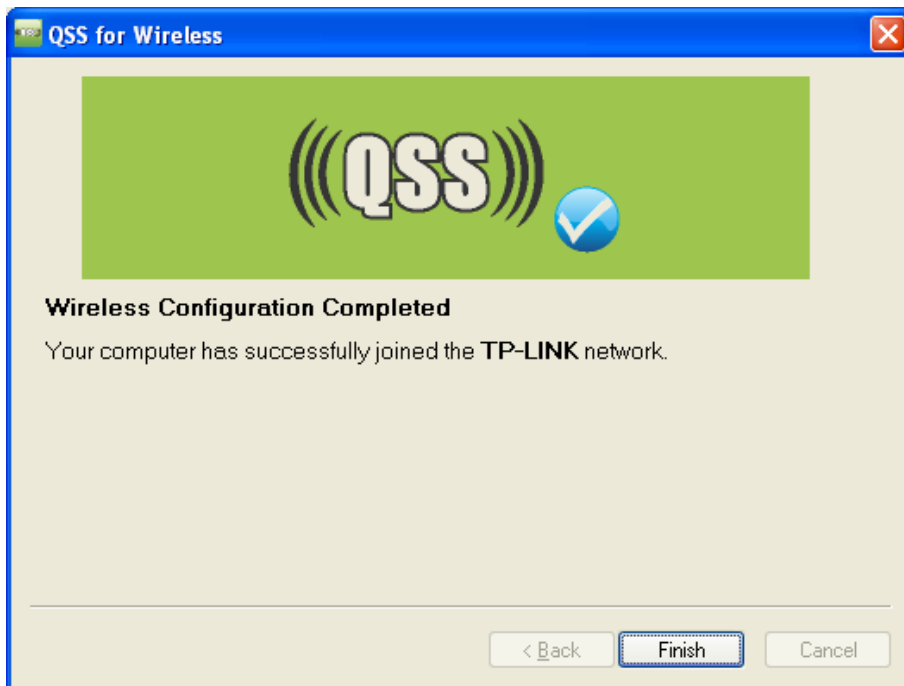 QSS for Wireless
(((QSS)))
Wireless Configuration Completed
Your computer has successfully joined the TP-LINK network.
< Back Finish Cancel